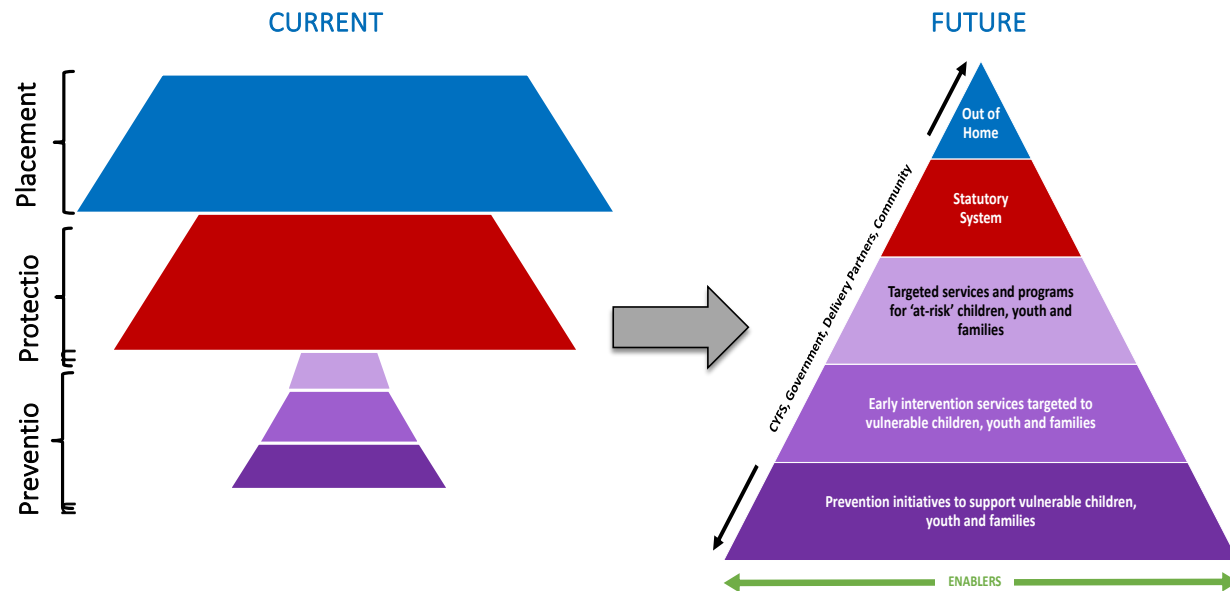 CURRENT
FUTURE
Placement
Protectio
n
Preventio
n
Out of
Home
Statutory
System
Targeted services and programs
for ‘at-risk’ children, youth and
families
Early intervention services targeted to
vulnerable children, youth and families
Prevention initiatives to support vulnerable children,
youth and families
CYFS, Government, Delivery Partners, Community
ENABLERS